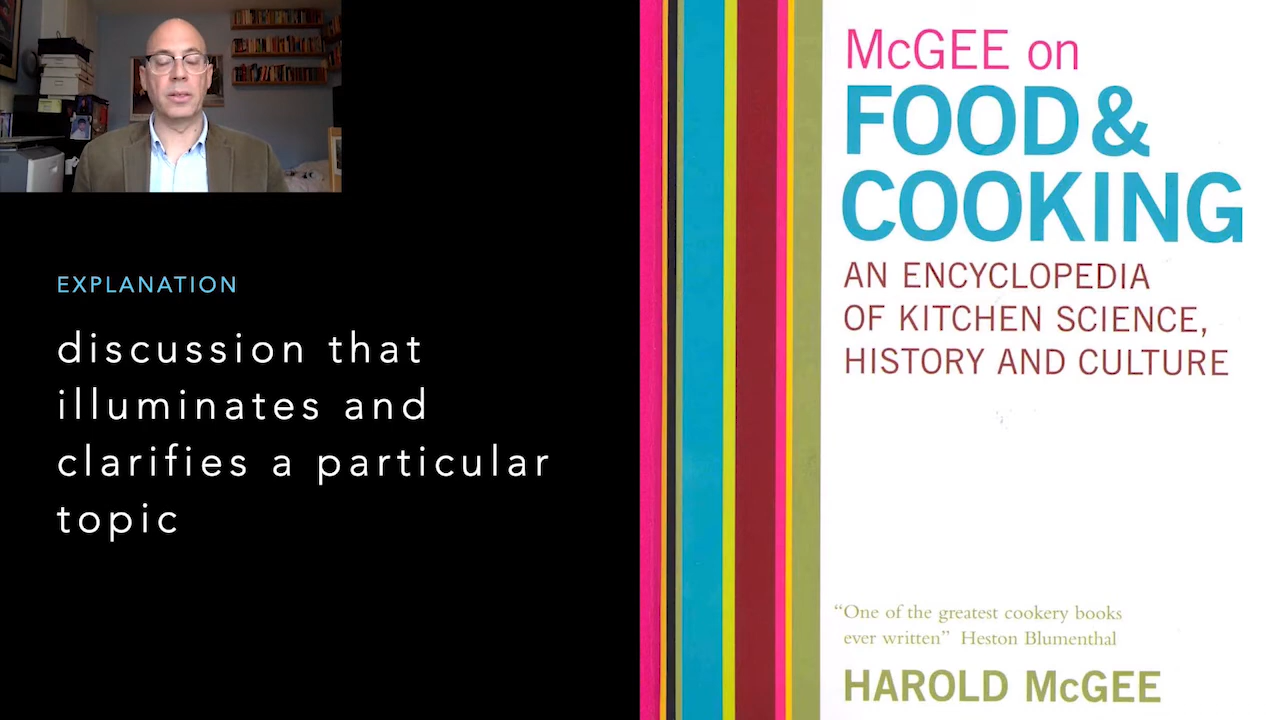 EXPLANATION
discussion that
illuminates and
clarifies a particular
topic
McGEE on
FOOD &
COOKING
AN ENCYCLOPEDIA
OF KITCHEN SCIENCE,
HISTORY AND CULTURE
“One of the greatest cookery books
ever written” Heston Blumenthal
HAROLD McGEE